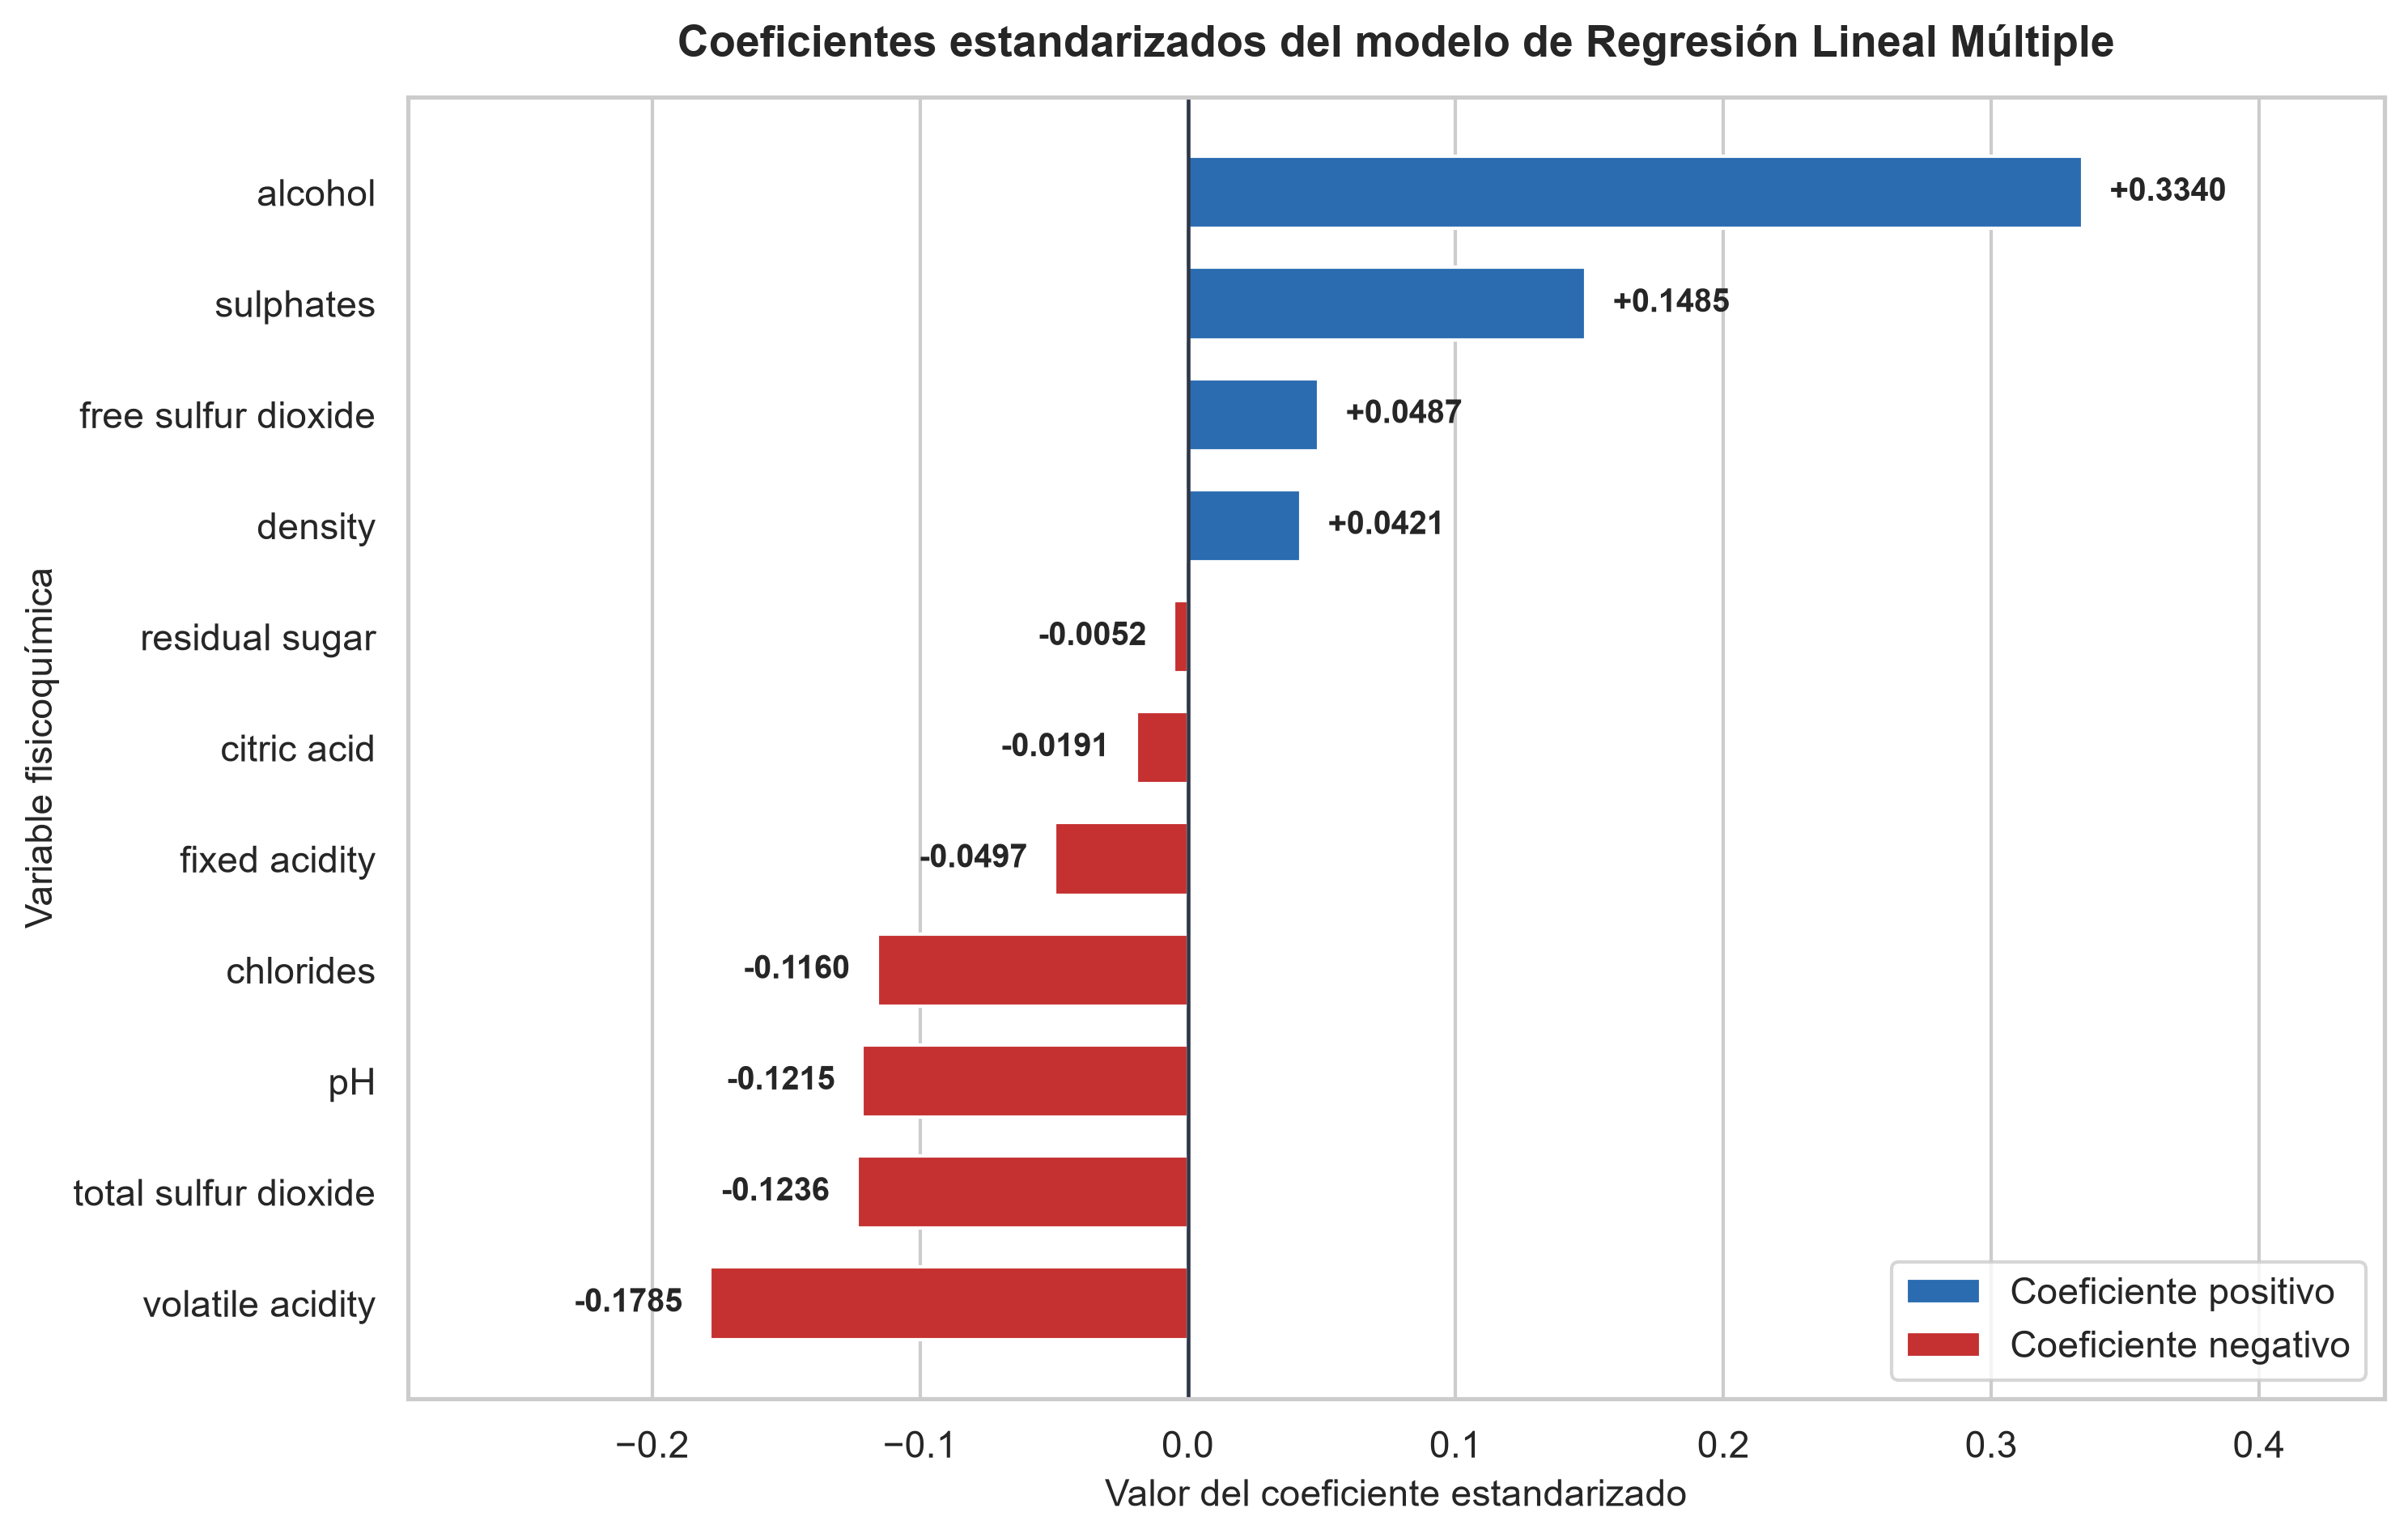 Coeficientes estandarizados del modelo de Regresión Lineal Múltiple
Variable fisicoquímica
alcohol +0.3340
sulphates +0.1485
free sulfur dioxide +0.0487
density +0.0421
residual sugar -0.0052
citric acid -0.0191
fixed acidity -0.0497
chlorides -0.1160
pH -0.1215
total sulfur dioxide -0.1236
volatile acidity -0.1785
Coeficiente positivo
Coeficiente negativo
−0.2 −0.1 0.0 0.1 0.2 0.3 0.4
Valor del coeficiente estandarizado